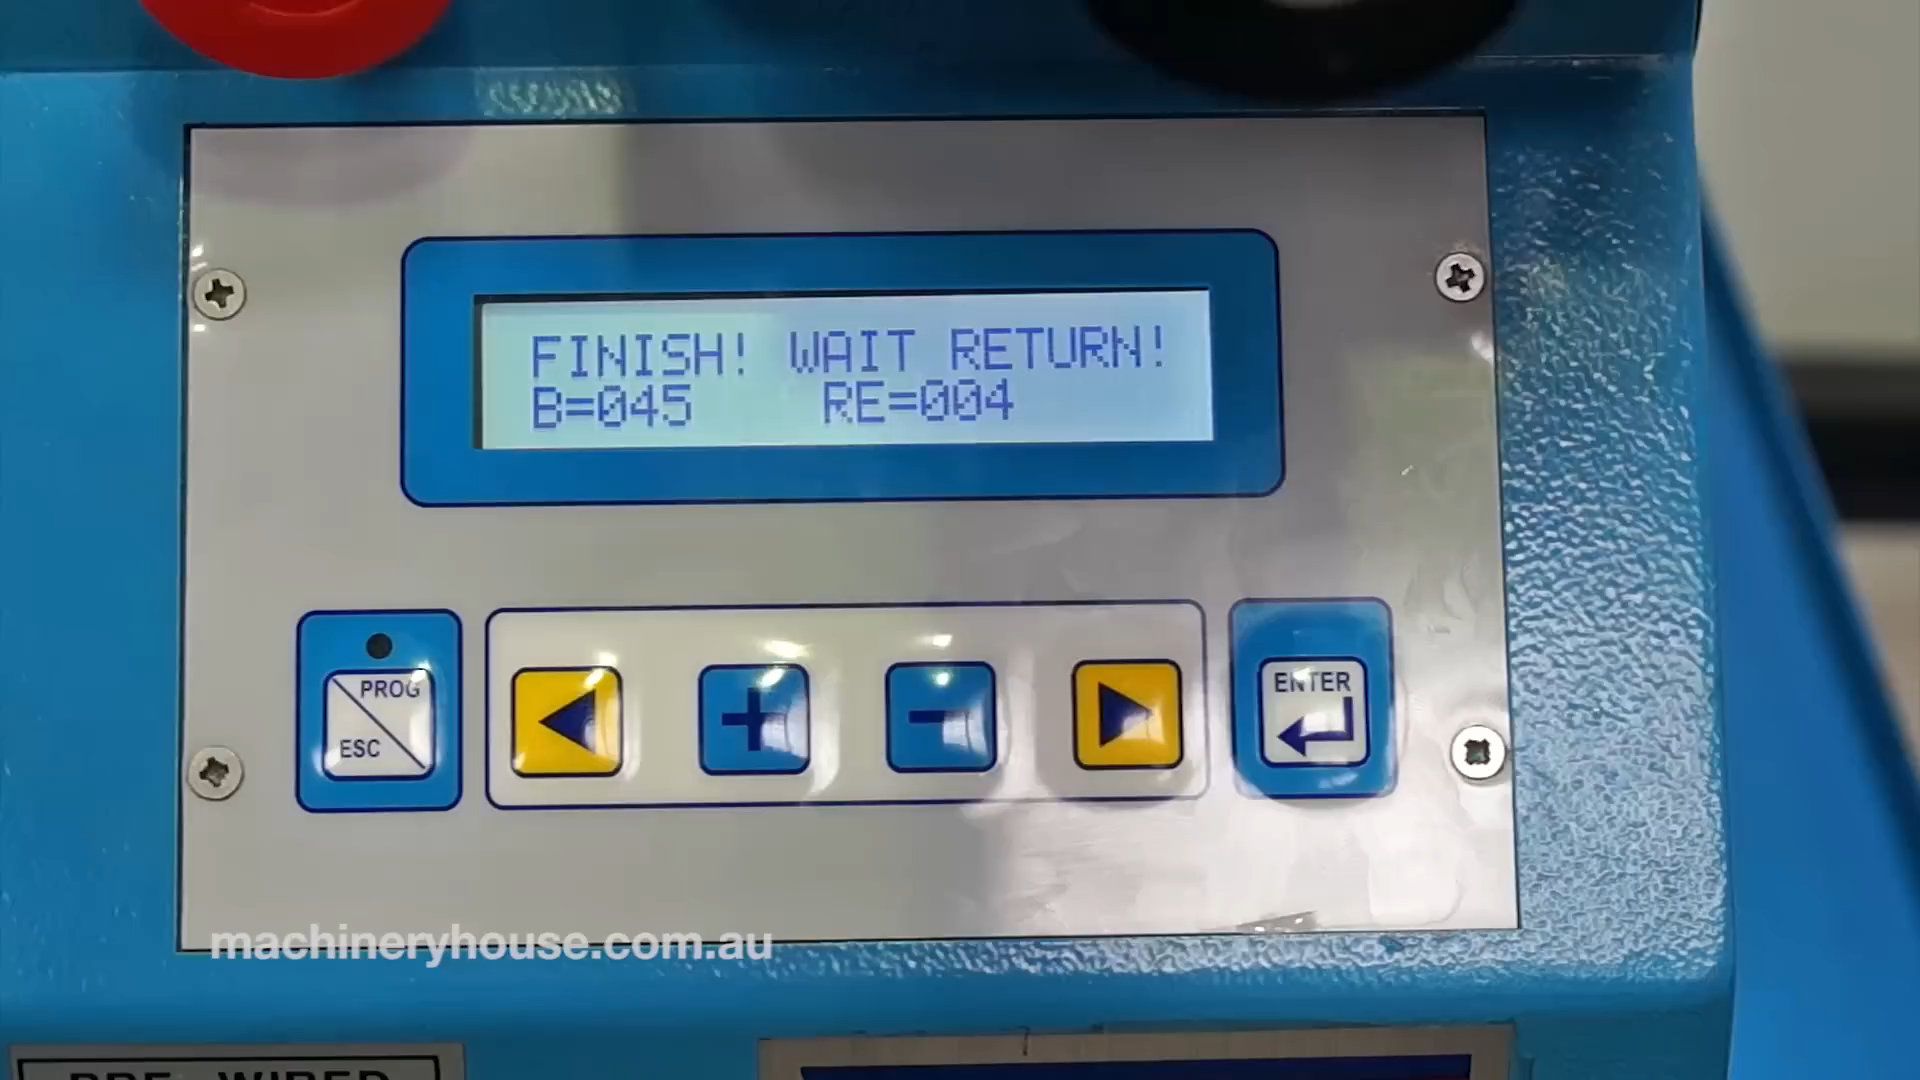 FINISH! WAIT RETURN!
B=045 RE=004
PROG
ESC
ENTER
machineryhouse.com.au
PRE-WIRED